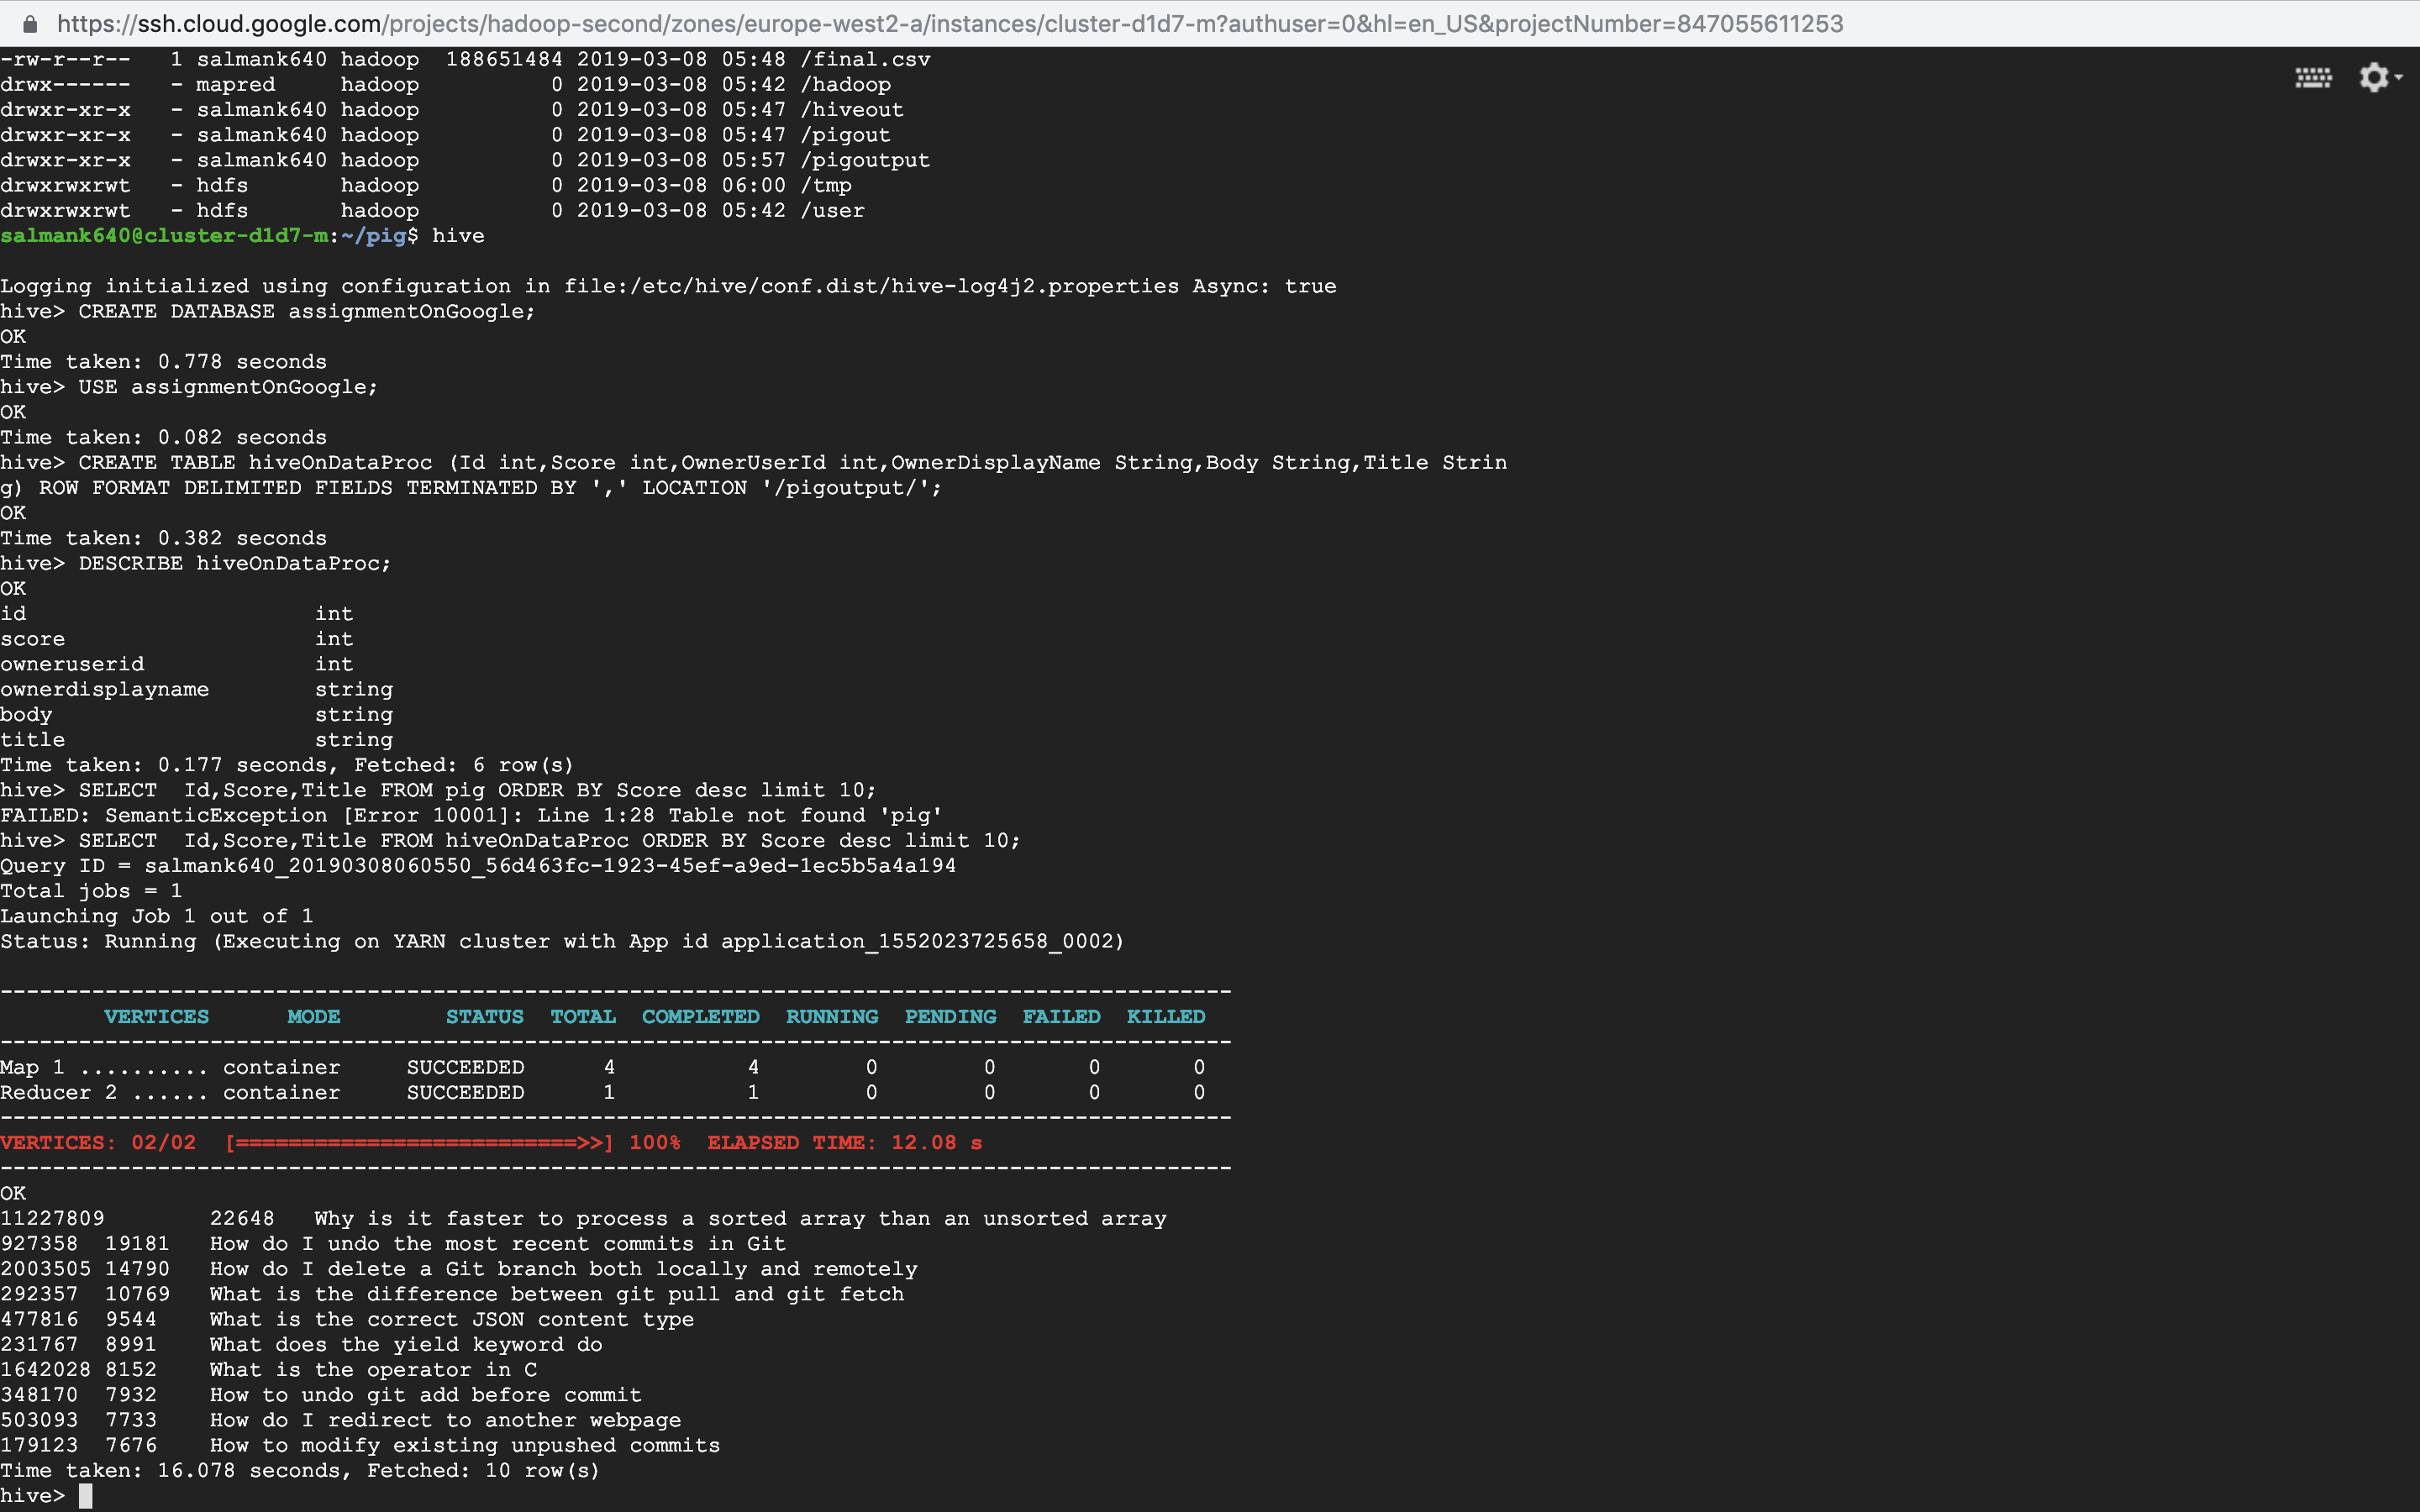 https://ssh.cloud.google.com/projects/hadoop-second/zones/europe-west2-a/instances/cluster-d1d7-m?authuser=0&hl=en_US&projectNumber=847055611253
-rw-r--r--   1 salmank640 hadoop  188651484 2019-03-08 05:48 /final.csv
drwx------   - mapred     hadoop          0 2019-03-08 05:42 /hadoop
drwxr-xr-x   - salmank640 hadoop          0 2019-03-08 05:47 /hiveout
drwxr-xr-x   - salmank640 hadoop          0 2019-03-08 05:47 /pigout
drwxr-xr-x   - salmank640 hadoop          0 2019-03-08 05:57 /pigoutput
drwxrwxrwt   - hdfs       hadoop          0 2019-03-08 06:00 /tmp
drwxrwxrwt   - hdfs       hadoop          0 2019-03-08 05:42 /user
salmank640@cluster-d1d7-m:~/pig$ hive
Logging initialized using configuration in file:/etc/hive/conf.dist/hive-log4j2.properties Async: true
hive> CREATE DATABASE assignmentOnGoogle;
OK
Time taken: 0.778 seconds
hive> USE assignmentOnGoogle;
OK
Time taken: 0.082 seconds
hive> CREATE TABLE hiveOnDataProc (Id int,Score int,OwnerUserId int,OwnerDisplayName String,Body String,Title Strin
g) ROW FORMAT DELIMITED FIELDS TERMINATED BY ',' LOCATION '/pigoutput/';
OK
Time taken: 0.382 seconds
hive> DESCRIBE hiveOnDataProc;
OK
id                      int
score                   int
owneruserid             int
ownerdisplayname        string
body                    string
title                   string
Time taken: 0.177 seconds, Fetched: 6 row(s)
hive> SELECT  Id,Score,Title FROM pig ORDER BY Score desc limit 10;
FAILED: SemanticException [Error 10001]: Line 1:28 Table not found 'pig'
hive> SELECT  Id,Score,Title FROM hiveOnDataProc ORDER BY Score desc limit 10;
Query ID = salmank640_20190308060550_56d463fc-1923-45ef-a9ed-1ec5b5a4a194
Total jobs = 1
Launching Job 1 out of 1
Status: Running (Executing on YARN cluster with App id application_1552023725658_0002)
----------------------------------------------------------------------------------------------
        VERTICES      MODE        STATUS  TOTAL  COMPLETED  RUNNING  PENDING  FAILED  KILLED
----------------------------------------------------------------------------------------------
Map 1 .......... container     SUCCEEDED      4          4        0        0       0       0
Reducer 2 ...... container     SUCCEEDED      1          1        0        0       0       0
----------------------------------------------------------------------------------------------
VERTICES: 02/02  [==========================>>] 100%  ELAPSED TIME: 12.08 s
----------------------------------------------------------------------------------------------
OK
11227809        22648   Why is it faster to process a sorted array than an unsorted array
927358  19181   How do I undo the most recent commits in Git
2003505 14790   How do I delete a Git branch both locally and remotely
292357  10769   What is the difference between git pull and git fetch
477816  9544    What is the correct JSON content type
231767  8991    What does the yield keyword do
1642028 8152    What is the operator in C
348170  7932    How to undo git add before commit
503093  7733    How do I redirect to another webpage
179123  7676    How to modify existing unpushed commits
Time taken: 16.078 seconds, Fetched: 10 row(s)
hive>